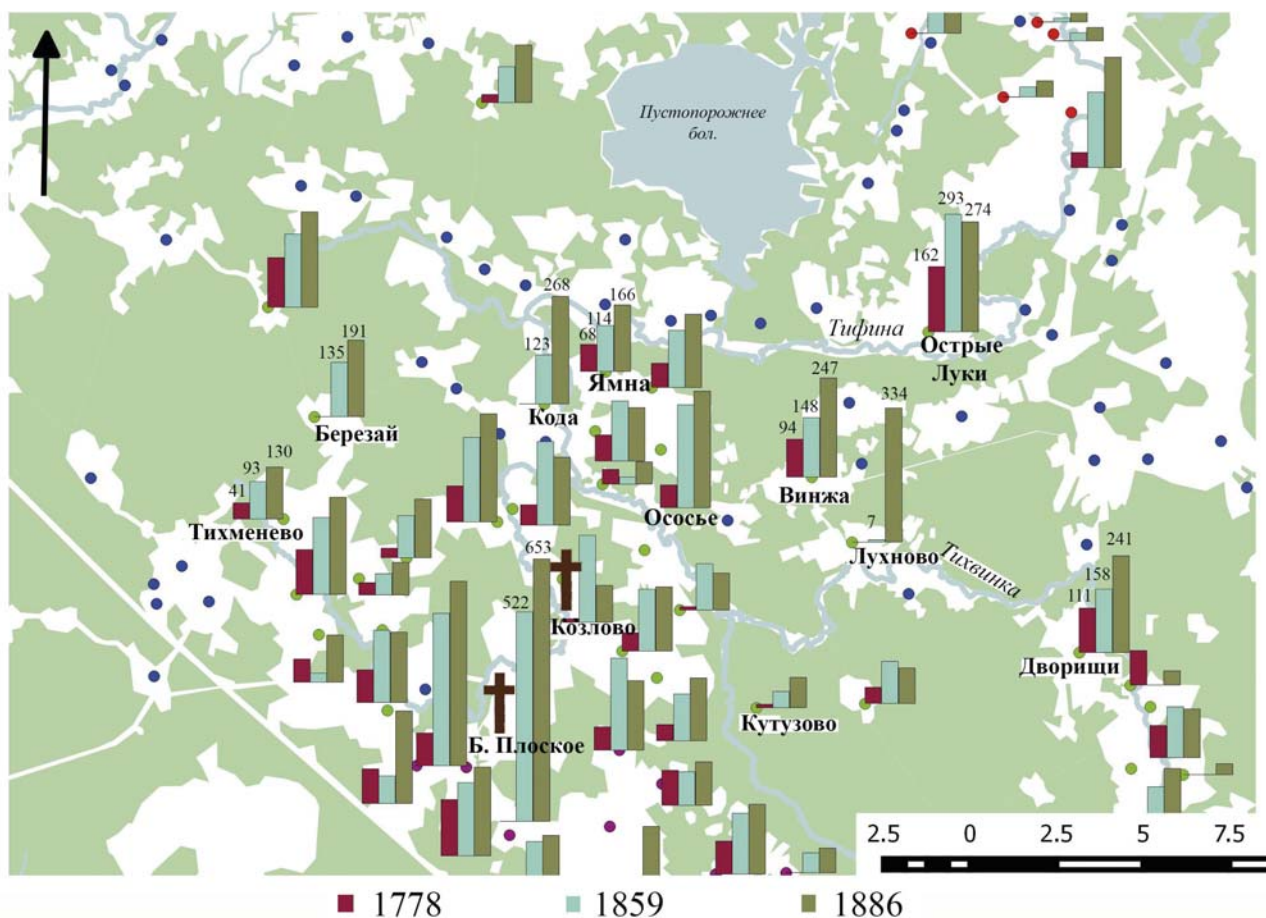 Пустопорожнее
бол.
293
274
162
268
166
114
123
68
Тифина
Острые
Луки
191
135
Ямна
247
Кода
148
334
94
Березай
130
93
41
Винжа
Ососье
Тихменево
7
Лухново
653
241
Тихвинка
522
158
111
Козлово
Дворищи
Кутузово
Б. Плоское
2.5 0 2.5 5 7.5
1778 1859 1886